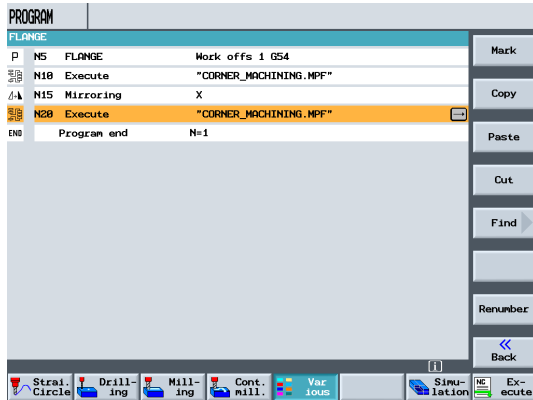 PROGRAM
FLANGE
P N5 FLANGE Work offs 1 G54
N10 Execute "CORNER_MACHINING.MPF"
N15 Mirroring X
N20 Execute "CORNER_MACHINING.MPF"
END Program end N=1
Mark
Copy
Paste
Cut
Find
Renumber
«
Back
i
Strai.
Circle
Drill-
ing
Mill-
ing
Cont.
mill.
Var
ious
Simu-
lation
NC Ex-
ecute